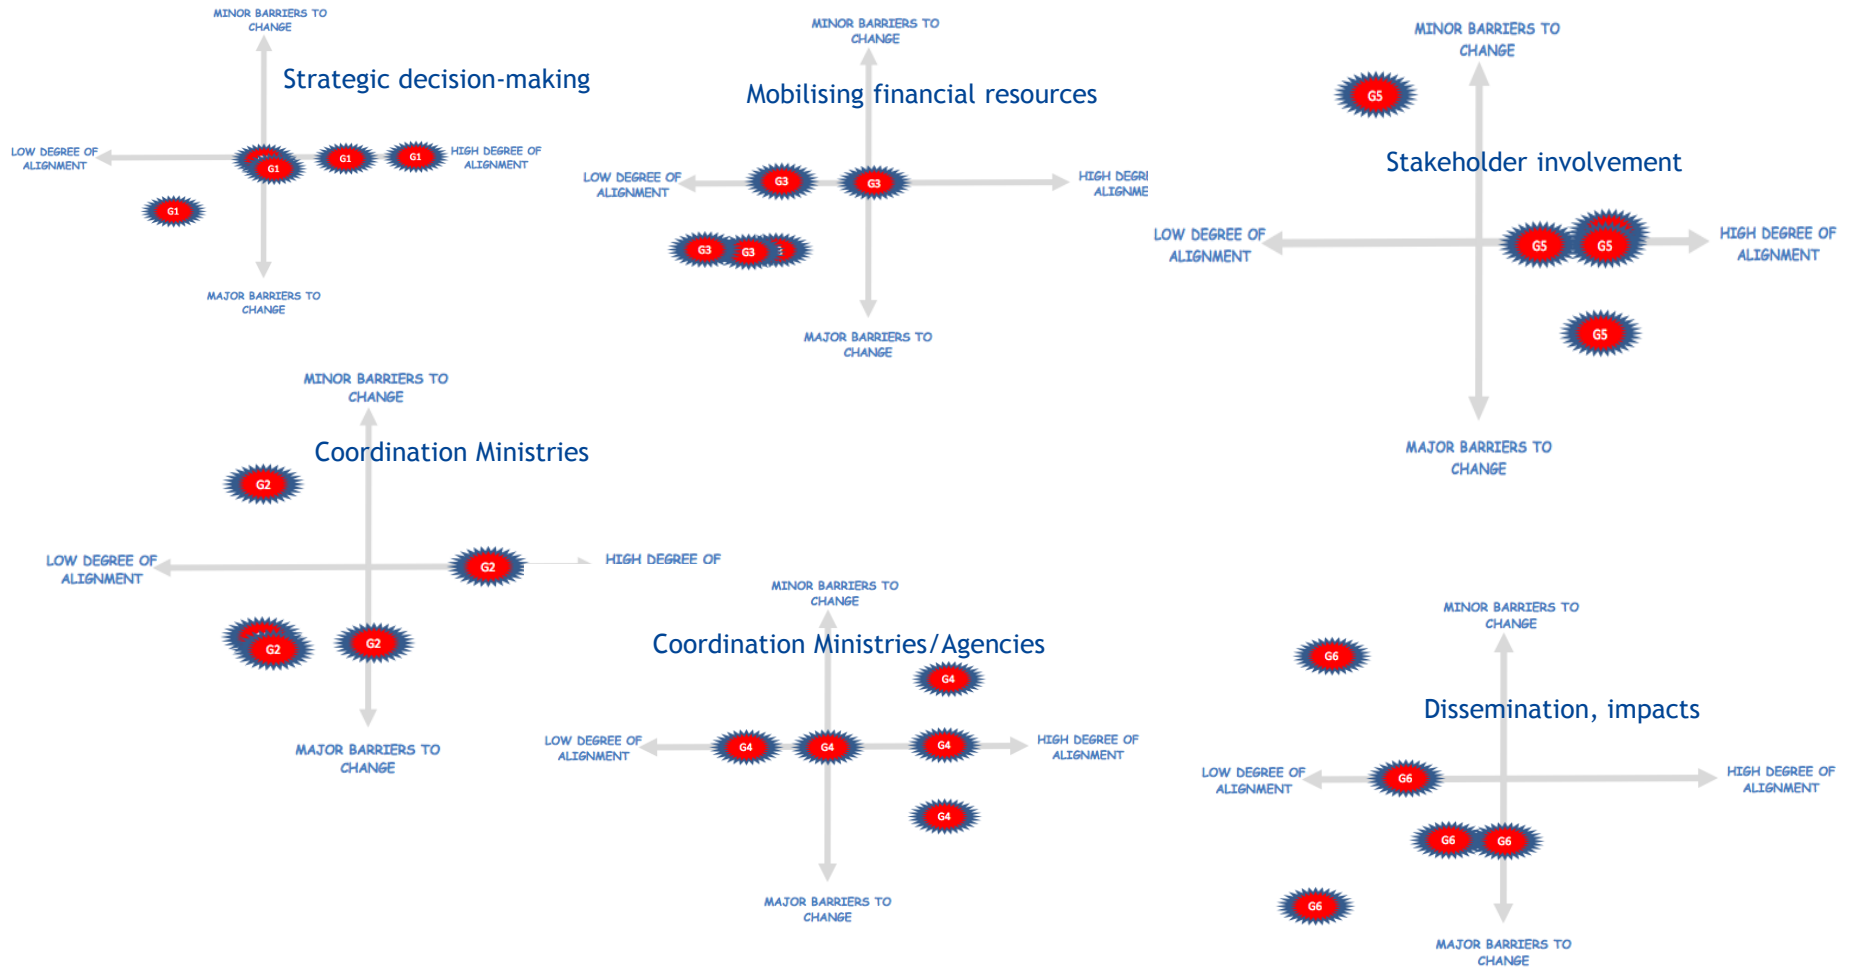 MINOR BARRIERS TO
CHANGE
Strategic decision-making
LOW DEGREE OF
ALIGNMENT
G1
G1
G1
HIGH DEGREE OF
ALIGNMENT
G1
MAJOR BARRIERS TO
CHANGE
MINOR BARRIERS TO
CHANGE
Mobilising financial resources
LOW DEGREE OF
ALIGNMENT
G3
G3
HIGH DEGR
ALIGNME
G3
G3
MAJOR BARRIERS TO
CHANGE
MINOR BARRIERS TO
CHANGE
G5
Stakeholder involvement
LOW DEGREE OF
ALIGNMENT
G5
G5
HIGH DEGREE OF
ALIGNMENT
G5
MAJOR BARRIERS TO
CHANGE
MINOR BARRIERS TO
CHANGE
Coordination Ministries
G2
LOW DEGREE OF
ALIGNMENT
G2
HIGH DEGREE OF
G2
G2
MAJOR BARRIERS TO
CHANGE
MINOR BARRIERS TO
CHANGE
Coordination Ministries/Agencies
G4
LOW DEGREE OF
ALIGNMENT
G4
G4
G4
HIGH DEGREE OF
ALIGNMENT
G4
MAJOR BARRIERS TO
CHANGE
MINOR BARRIERS TO
CHANGE
G6
Dissemination, impacts
LOW DEGREE OF
ALIGNMENT
G6
HIGH DEGREE OF
ALIGNMENT
G6
G6
G6
MAJOR BARRIERS TO
CHANGE